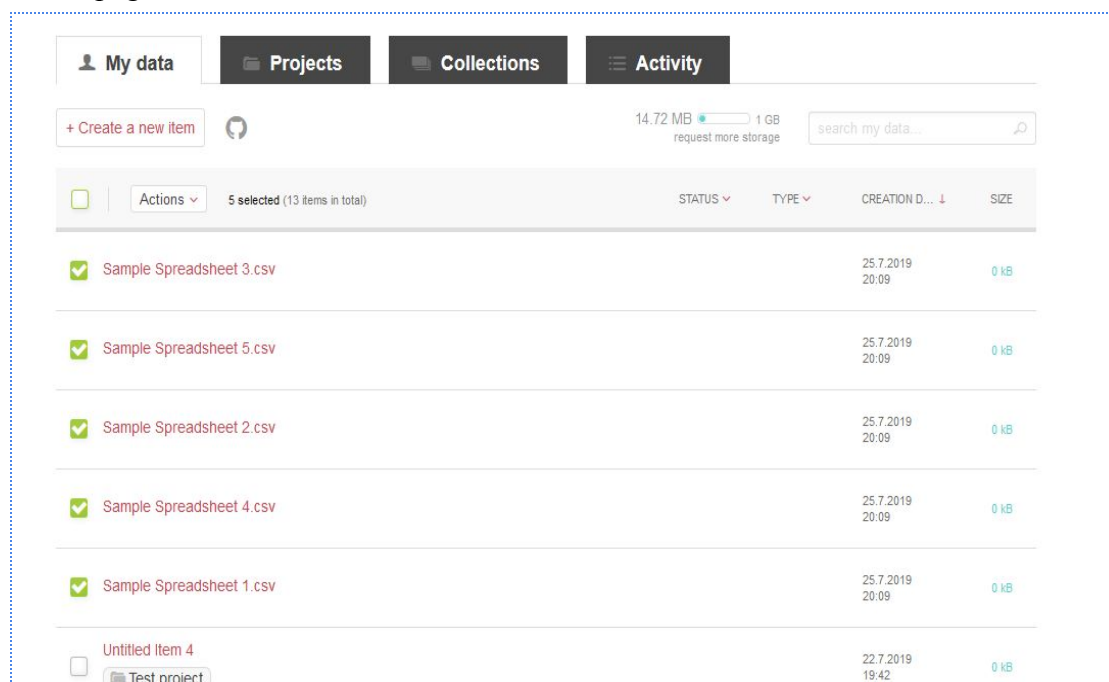 My data Projects Collections Activity
+ Create a new item 14.72 MB 1 GB search my data...
request more storage
Actions 5 selected (13 items in total) STATUS TYPE CREATION D... ↓ SIZE
Sample Spreadsheet 3.csv 25.7.2019 0 kB
20:09
Sample Spreadsheet 5.csv 25.7.2019 0 kB
20:09
Sample Spreadsheet 2.csv 25.7.2019 0 kB
20:09
Sample Spreadsheet 4.csv 25.7.2019 0 kB
20:09
Sample Spreadsheet 1.csv 25.7.2019 0 kB
20:09
Untitled Item 4 22.7.2019 0 kB
Test project 19:42